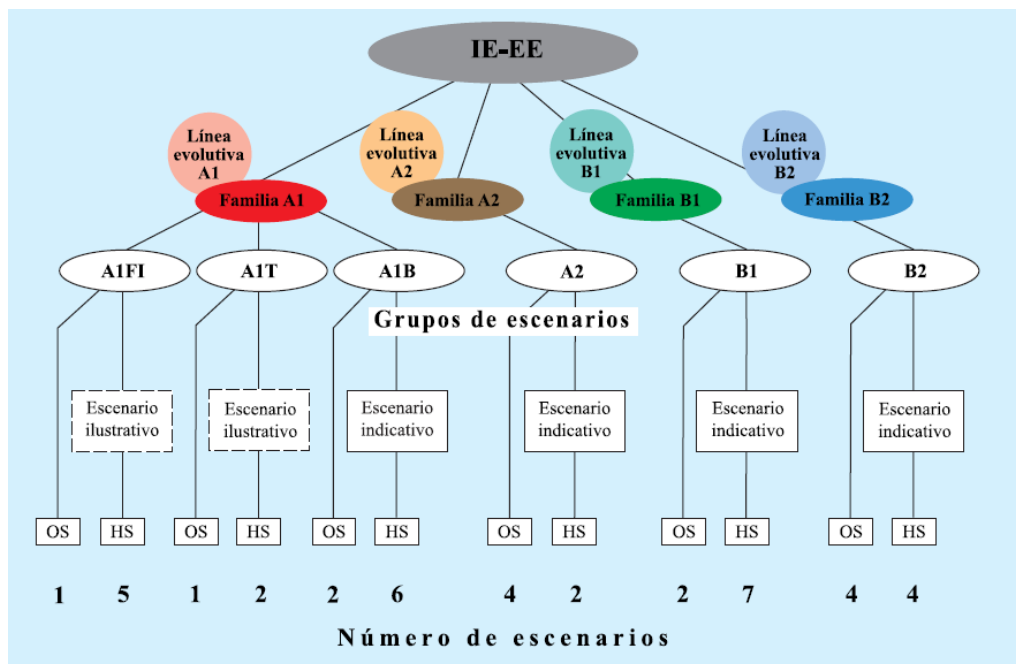 IE-EE
Línea
evolutiva
A1
Línea
evolutiva
A2
Línea
evolutiva
B1
Línea
evolutiva
B2
Familia A1
Familia A2
Familia B1
Familia B2
A1FI
A1T
A1B
A2
B1
B2
Grupos de escenarios
Escenario
ilustrativo
Escenario
ilustrativo
Escenario
indicativo
Escenario
indicativo
Escenario
indicativo
Escenario
indicativo
OS HS OS HS OS HS OS HS OS HS OS HS
1 5 1 2 2 6 4 2 2 7 4 4
Número de escenarios